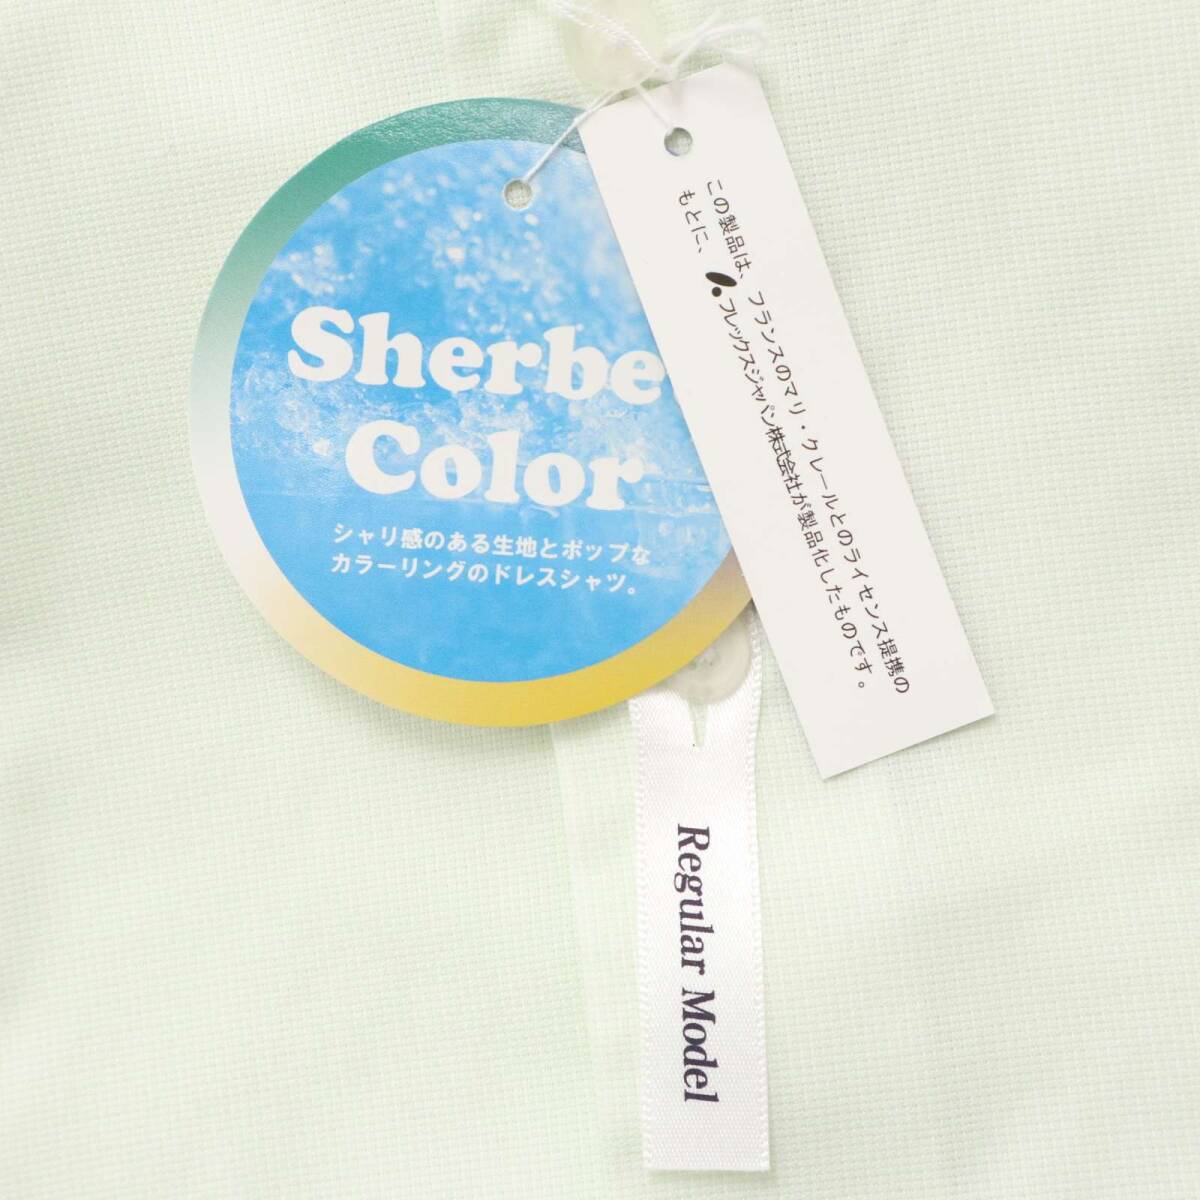 Sherbe
Color
シャリ感のある生地とポップな
カラーリングのドレスシャツ。
この製品は、フランスのマリ・クレールとのライセンス提携の
もとに、フレックスジャパン株式会社が製品化したものです。
Regular Model